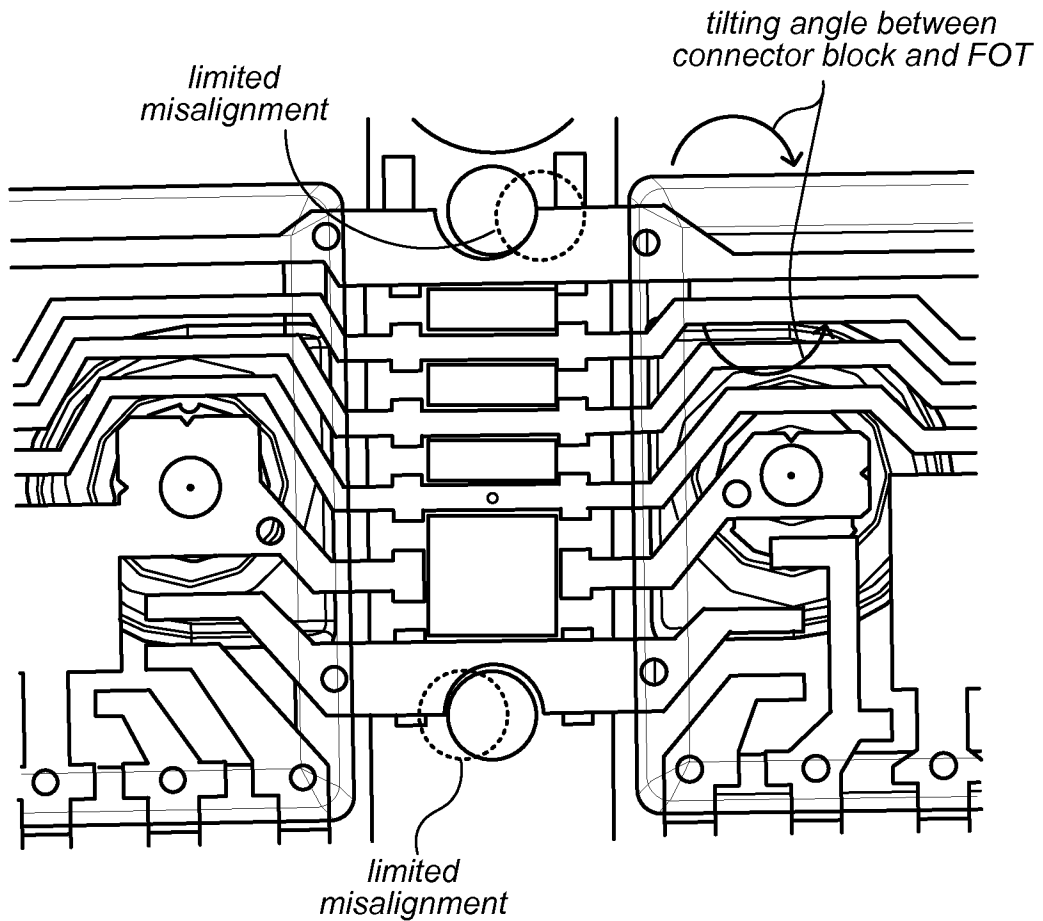 tilting angle between
connector block and FOT
limited
misalignment
limited
misalignment